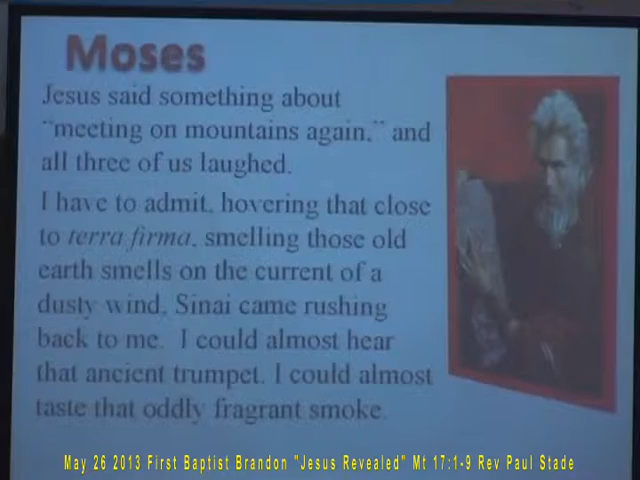 Moses
Jesus said something about
"meeting on mountains again," and
all three of us laughed.
I have to admit, hovering that close
to terra firma, smelling those old
earth smells on the current of a
dusty wind, Sinai came rushing
back to me. I could almost hear
that ancient trumpet. I could almost
taste that oddly fragrant smoke.
May 26 2013 First Baptist Brandon "Jesus Revealed" Mt 17:1-9 Rev Paul Stade